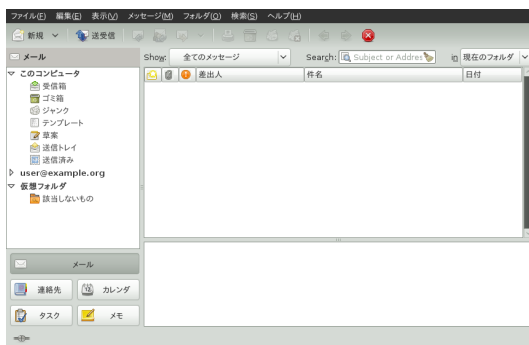 ファイル(F) 編集(E) 表示(V) メッセージ(M) フォルダ(O) 検索(S) ヘルプ(H)
新規 送受信
メール Show: 全てのメッセージ Search: Subject or Addres in 現在のフォルダ
このコンピュータ 差出人 件名 日付
受信箱
ゴミ箱
ジャンク
テンプレート
草案
送信トレイ
送信済み
user@example.org
仮想フォルダ
該当しないもの
メール
連絡先 カレンダ
タスク メモ